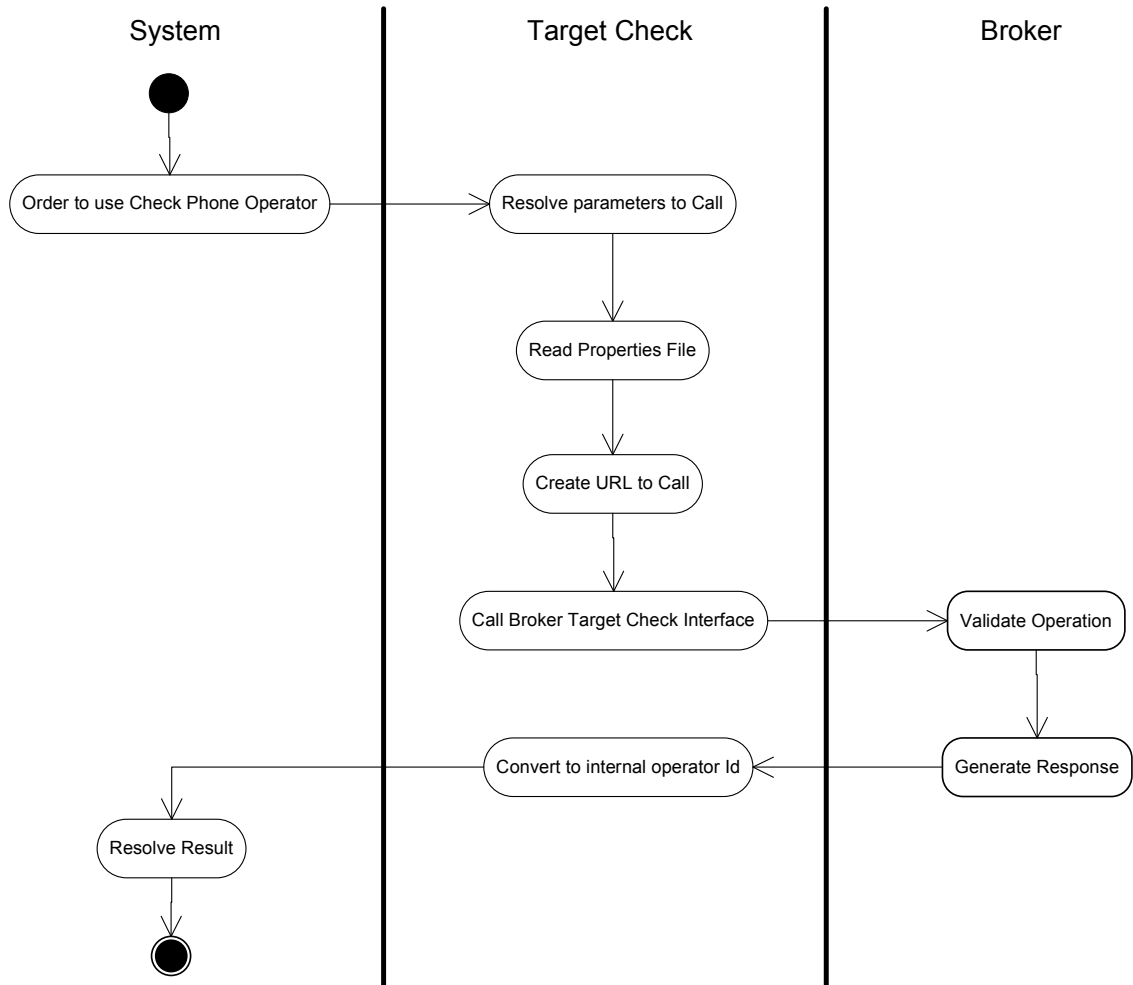 System
Target Check
Broker
Order to use Check Phone Operator
Resolve parameters to Call
Read Properties File
Create URL to Call
Call Broker Target Check Interface
Validate Operation
Convert to internal operator Id
Generate Response
Resolve Result